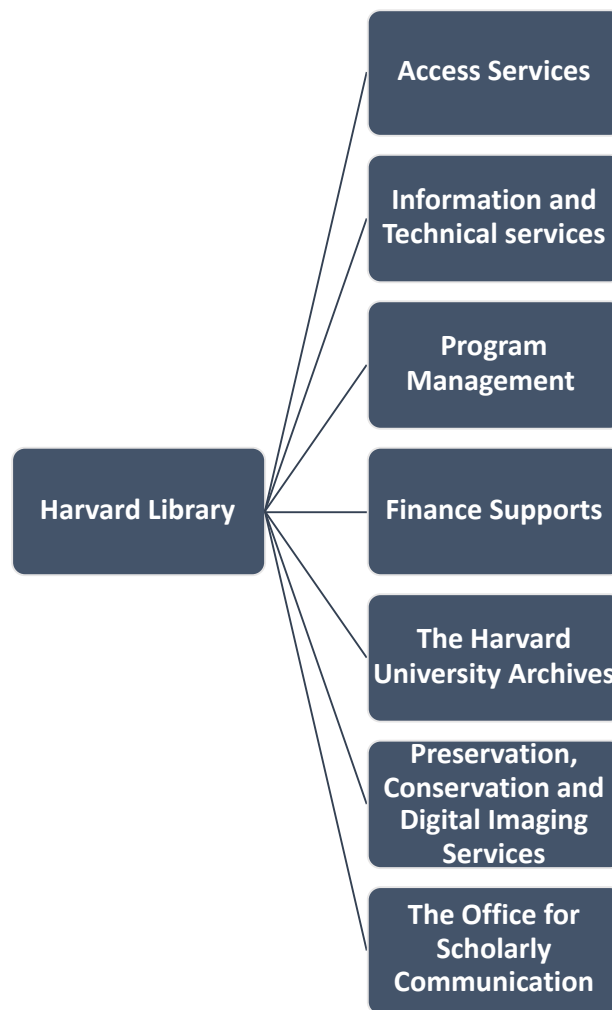 Access Services
Information and
Technical services
Program
Management
Harvard Library
Finance Supports
The Harvard
University Archives
Preservation,
Conservation and
Digital Imaging
Services
The Office for
Scholarly
Communication